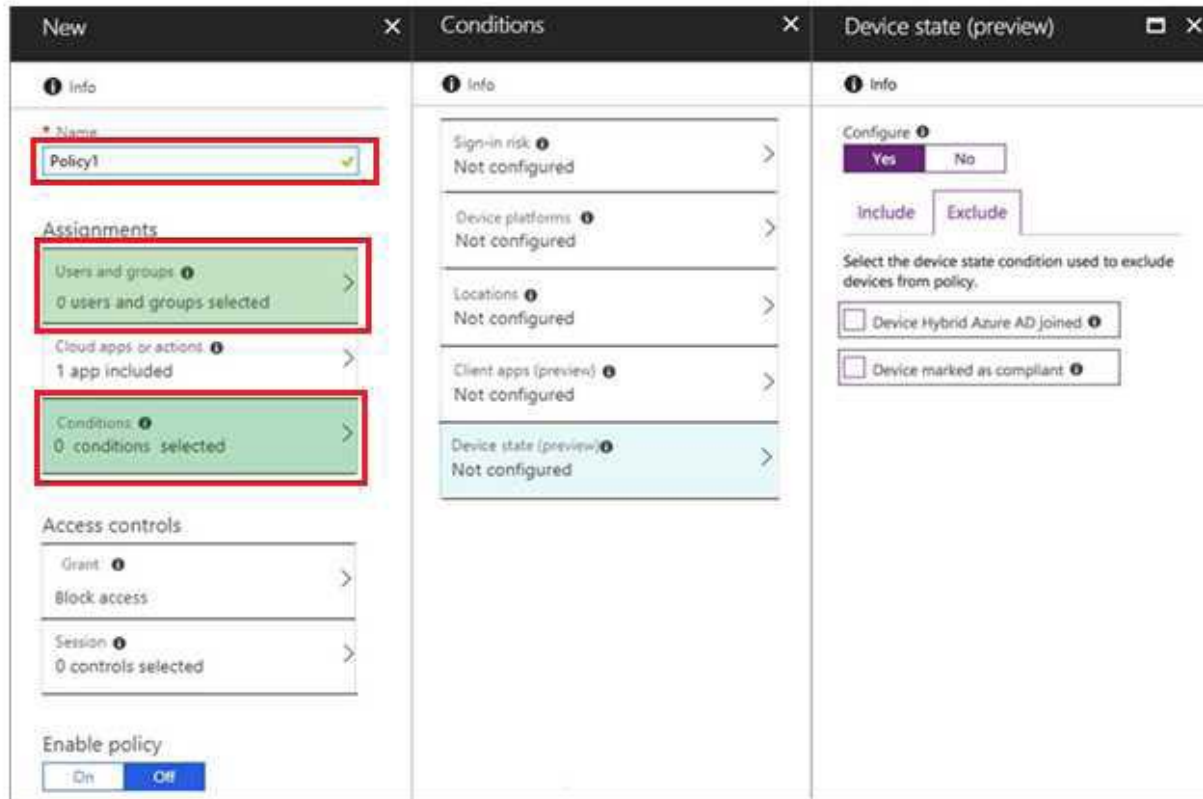 New
Info
* Name
Policy1
Assignments
Users and groups
0 users and groups selected
Cloud apps or actions
1 app included
Conditions
0 conditions selected
Access controls
Grant
Block access
Session
0 controls selected
Enable policy
On Off
Conditions
Info
Sign-in risk
Not configured
Device platforms
Not configured
Locations
Not configured
Client apps (preview)
Not configured
Device state (preview)
Not configured
Device state (preview)
Info
Configure
Yes No
Include Exclude
Select the device state condition used to exclude
devices from policy.
Device Hybrid Azure AD joined
Device marked as compliant